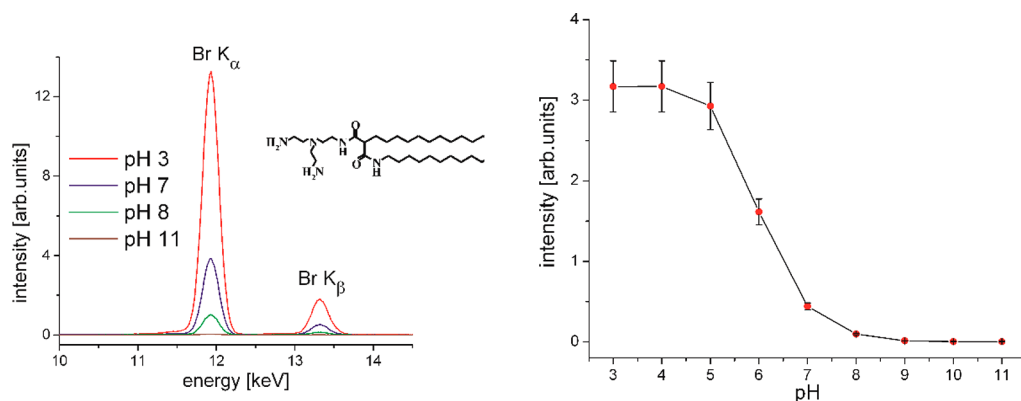 Br Kα
Br Kβ
pH 3
pH 7
pH 8
pH 11
12
8
4
0
10
11
12
13
14
energy [keV]
intensity [arb.units]
H₂N
N
N
H
O
O
N
H
H₂N
4
3
2
1
0
3
4
5
6
7
8
9
10
11
pH
intensity [arb.units]